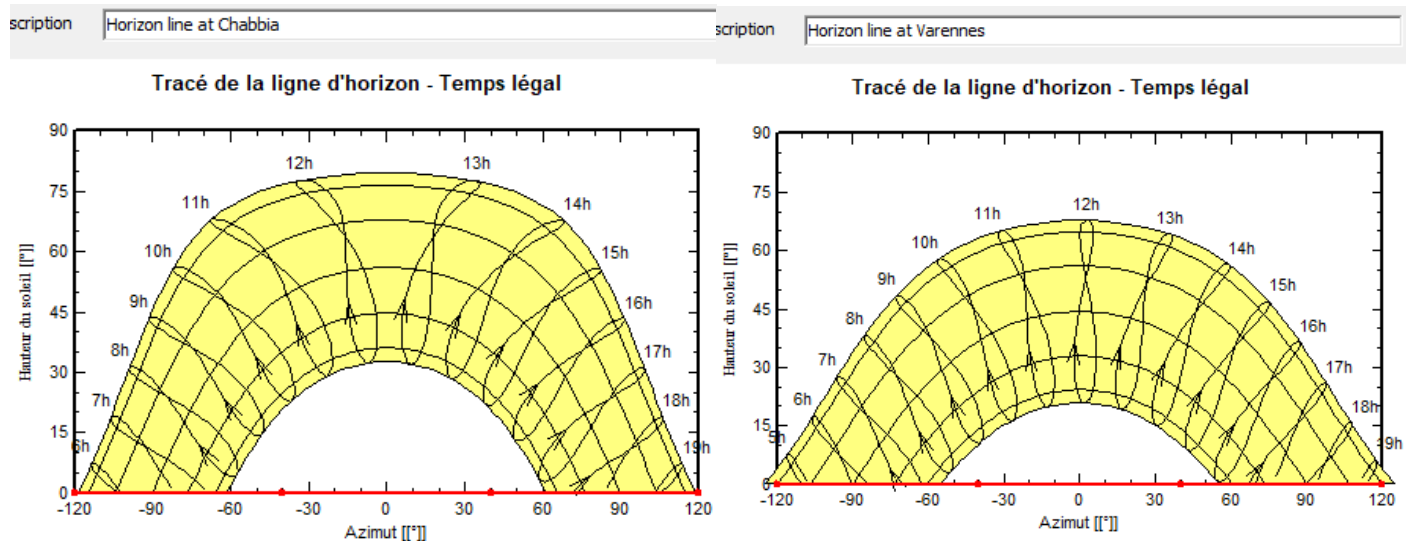 scription Horizon line at Chabbia
Tracé de la ligne d'horizon - Temps légal
90
75
60
45
30
15
0
Hauteur du soleil [[°]]
6h
7h
8h
9h
10h
11h
12h
13h
14h
15h
16h
17h
18h
19h
-120 -90 -60 -30 0 30 60 90 120
Azimut [[°]]
scription Horizon line at Varennes
Tracé de la ligne d'horizon - Temps légal
90
75
60
45
30
15
0
Hauteur du soleil [[°]]
5h
6h
7h
8h
9h
10h
11h
12h
13h
14h
15h
16h
17h
18h
19h
-120 -90 -60 -30 0 30 60 90 120
Azimut [[°]]